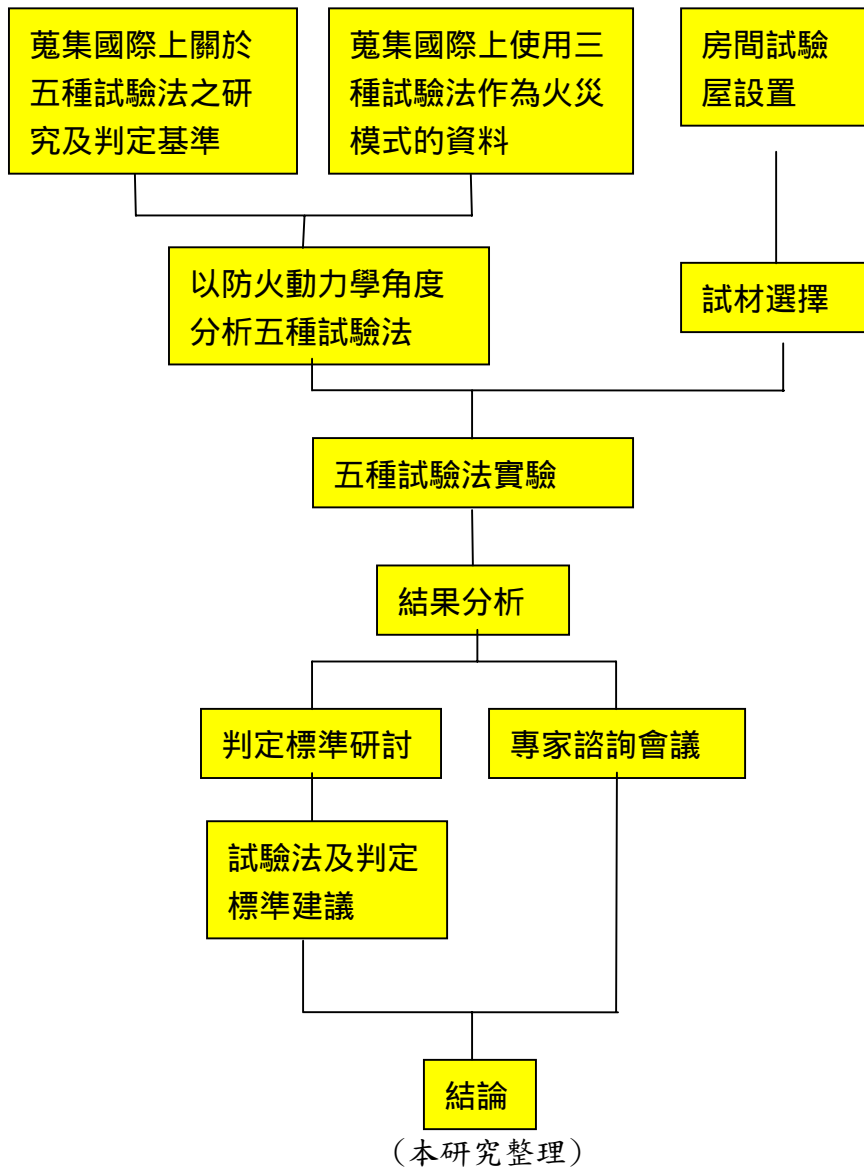 蒐集國際上關於
五種試驗法之研
究及判定基準
蒐集國際上使用三
種試驗法作為火災
模式的資料
房間試驗
屋設置
以防火動力學角度
分析五種試驗法
試材選擇
五種試驗法實驗
結果分析
判定標準研討
專家諮詢會議
試驗法及判定
標準建議
結論
（本研究整理）